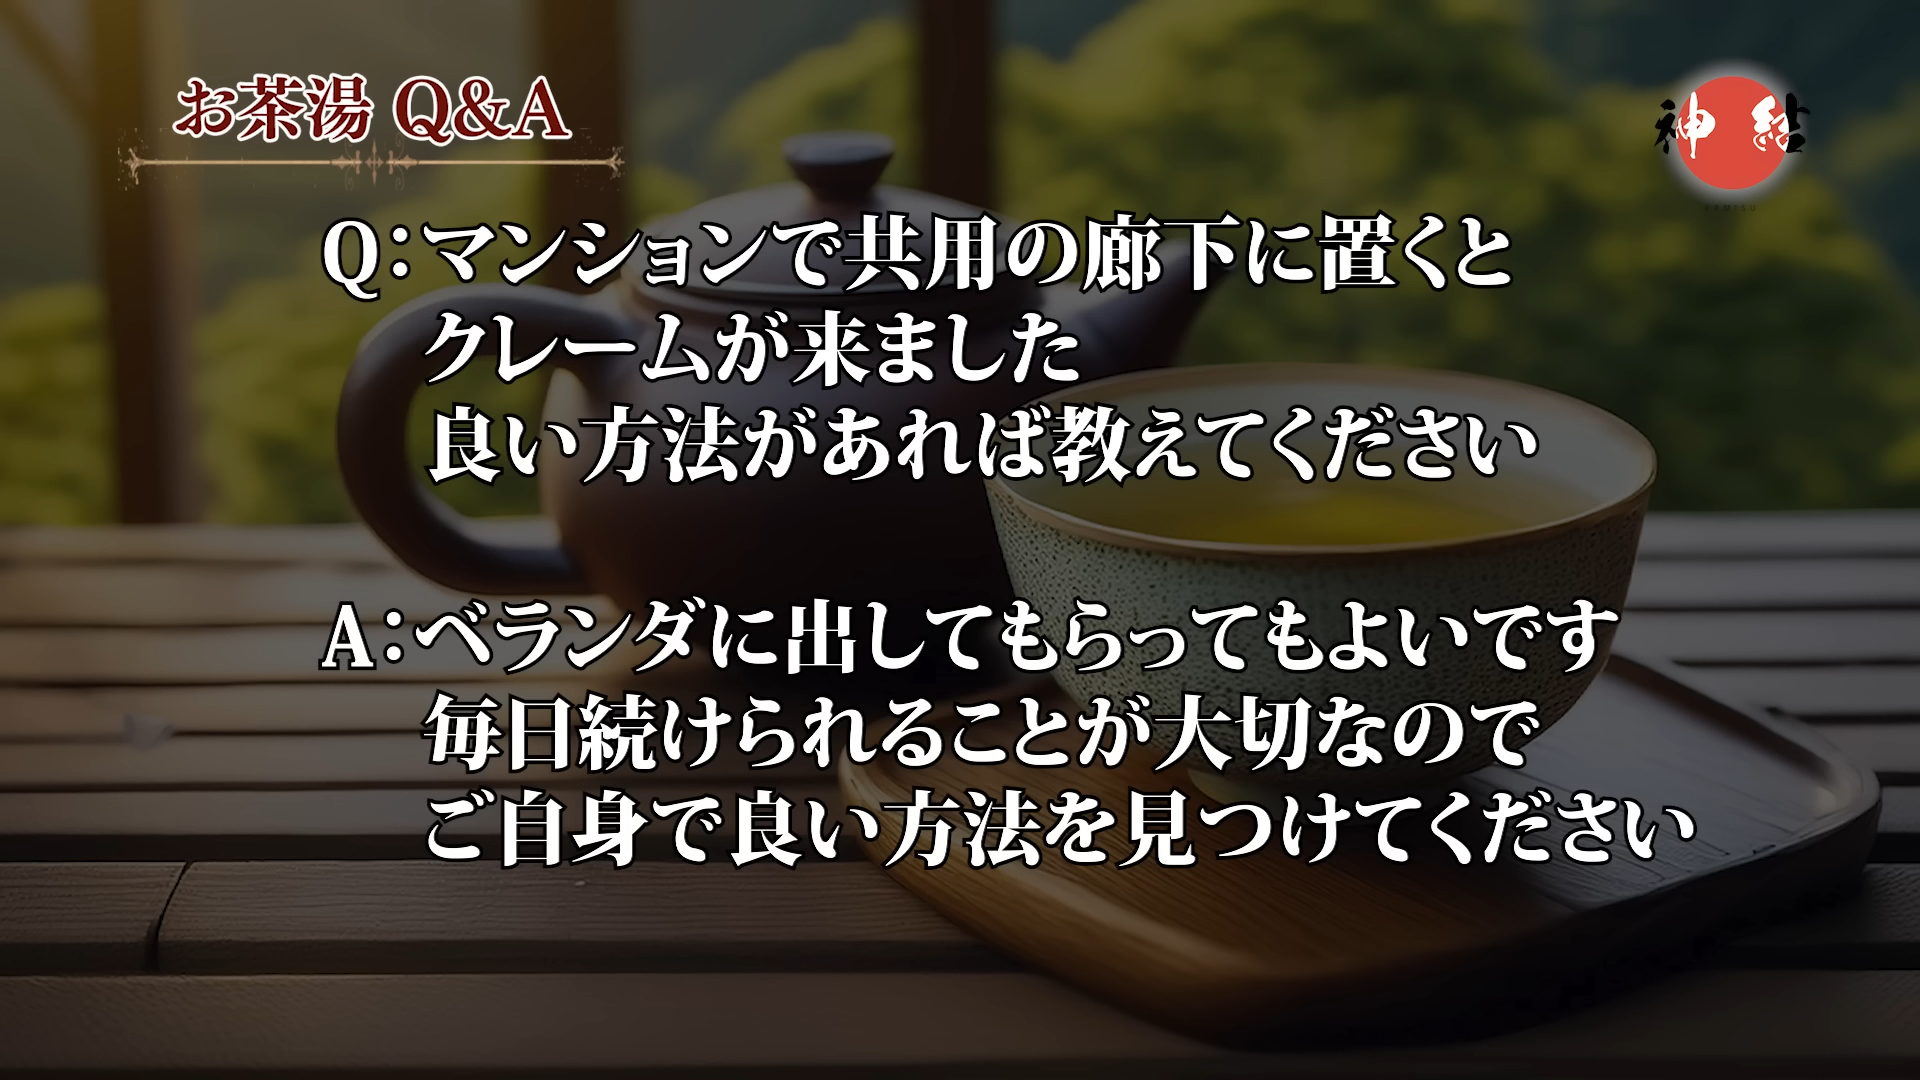 お茶湯 Q&A
神 結
Q：マンションで共用の廊下に置くと
クレームが来ました
良い方法があれば教えてください
A：ベランダに出してもらってもよいです
毎日続けられることが大切なので
ご自身で良い方法を見つけてください